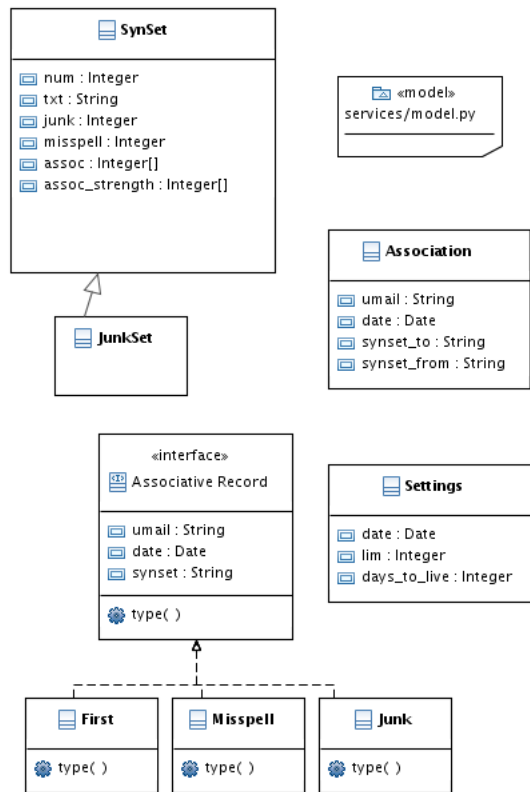 SynSet
num : Integer
txt : String
junk : Integer
misspell : Integer
assoc : Integer[]
assoc_strength : Integer[]
«model»
services/model.py
Association
umail : String
date : Date
synset_to : String
synset_from : String
JunkSet
«interface»
Associative Record
umail : String
date : Date
synset : String
type( )
Settings
date : Date
lim : Integer
days_to_live : Integer
First
type( )
Misspell
type( )
Junk
type( )